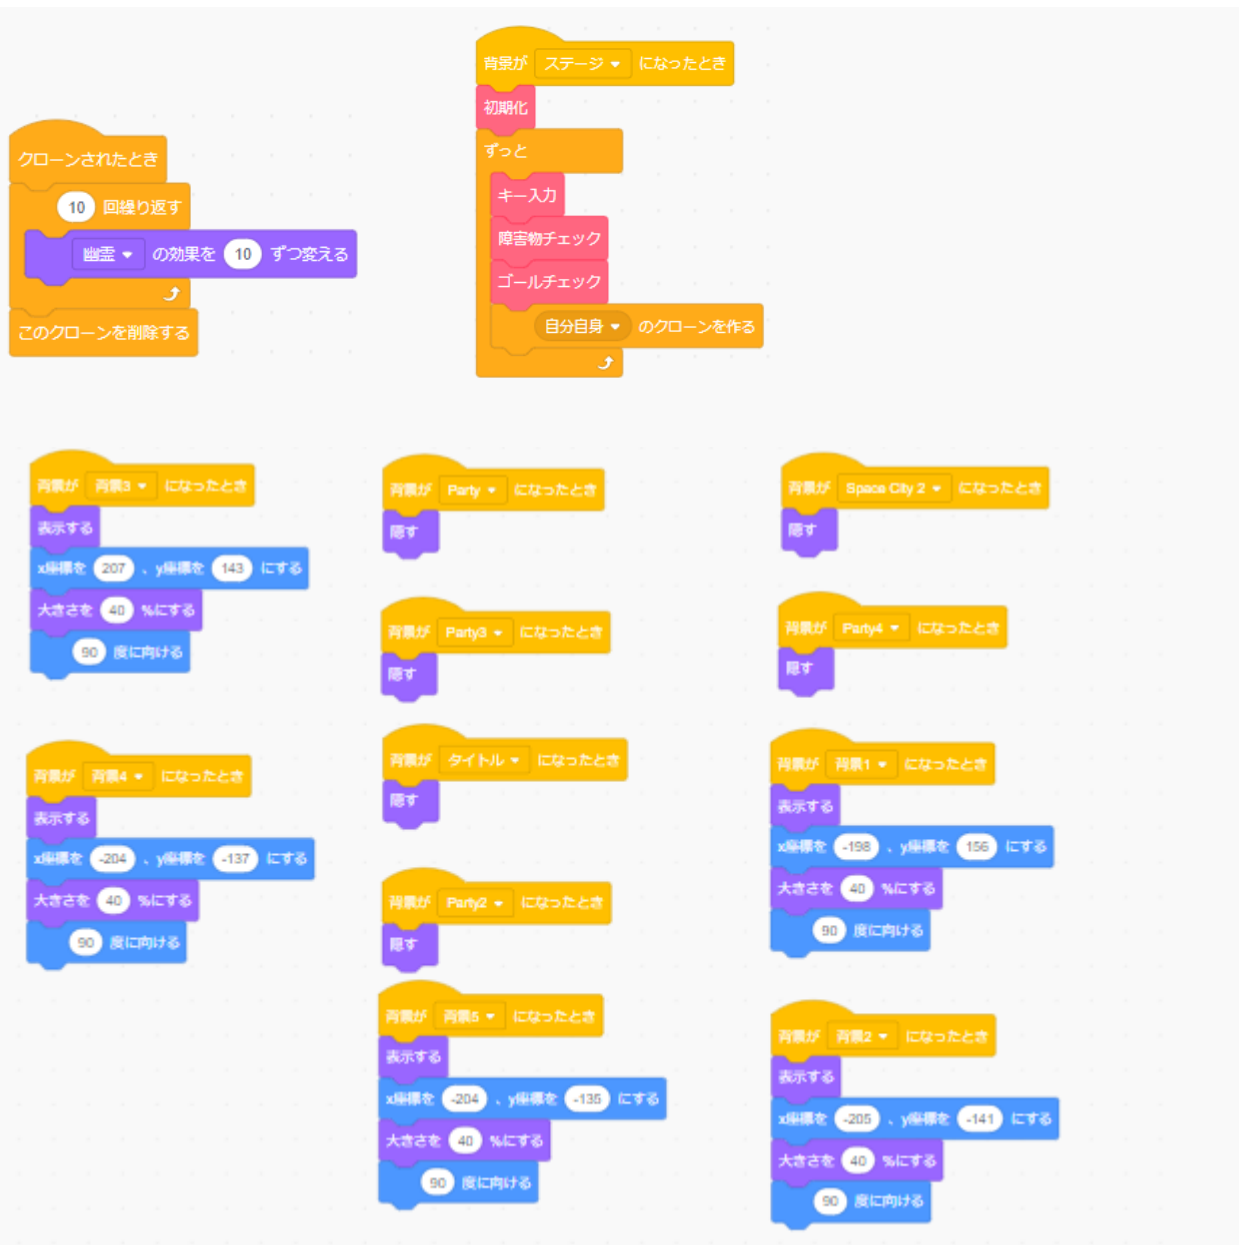 背景が ステージ になったとき
初期化
ずっと
キー入力
障害物チェック
ゴールチェック
自分自身 のクローンを作る
クローンされたとき
10 回繰り返す
幽霊 の効果を 10 ずつ変える
このクローンを削除する
背景が 背景3 になったとき
表示する
x座標を 207 、y座標を 143 にする
大きさを 40 %にする
90 度に向ける
背景が Party になったとき
隠す
背景が Space City 2 になったとき
隠す
背景が Party3 になったとき
隠す
背景が Party4 になったとき
隠す
背景が 背景4 になったとき
表示する
x座標を -204 、y座標を -137 にする
大きさを 40 %にする
90 度に向ける
背景が タイトル になったとき
隠す
背景が 背景1 になったとき
表示する
x座標を -198 、y座標を 156 にする
大きさを 40 %にする
90 度に向ける
背景が Party2 になったとき
隠す
背景が 背景5 になったとき
表示する
x座標を -204 、y座標を -135 にする
大きさを 40 %にする
90 度に向ける
背景が 背景2 になったとき
表示する
x座標を -205 、y座標を -141 にする
大きさを 40 %にする
90 度に向ける